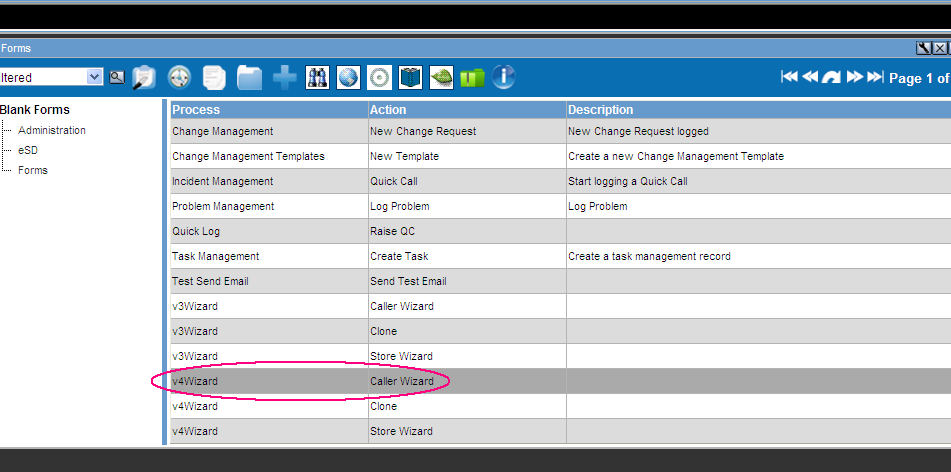 Forms
ltered
Page 1 of
Blank Forms
Administration
eSD
Forms
Process Action Description
Change Management New Change Request New Change Request logged
Change Management Templates New Template Create a new Change Management Template
Incident Management Quick Call Start logging a Quick Call
Problem Management Log Problem Log Problem
Quick Log Raise QC
Task Management Create Task Create a task management record
Test Send Email Send Test Email
v3Wizard Caller Wizard
v3Wizard Clone
v3Wizard Store Wizard
v4Wizard Caller Wizard
v4Wizard Clone
v4Wizard Store Wizard